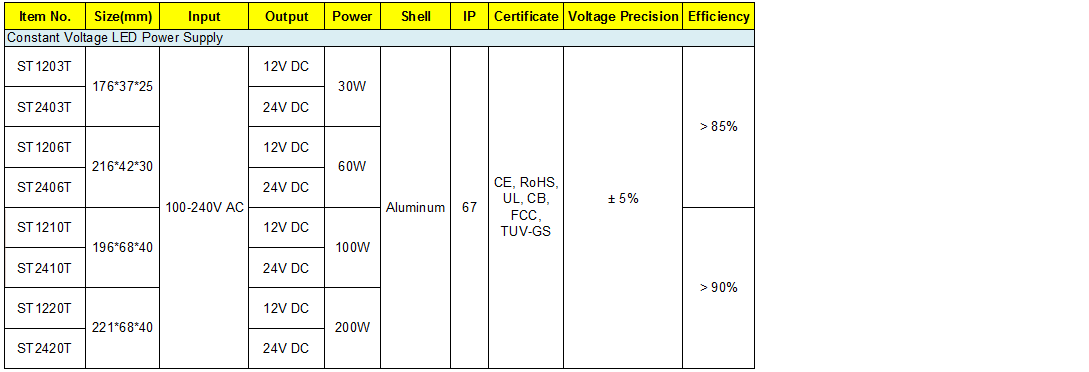 Item No. Size(mm) Input Output Power Shell IP Certificate Voltage Precision Efficiency
Constant Voltage LED Power Supply
ST1203T 12V DC
176*37*25 30W
ST2403T 24V DC
> 85%
ST1206T 12V DC
216*42*30 60W
ST2406T 24V DC
100-240V AC Aluminum 67 CE, RoHS,
UL, CB,
FCC,
TUV-GS
± 5%
ST1210T 12V DC
196*68*40 100W
ST2410T 24V DC
> 90%
ST1220T 12V DC
221*68*40 200W
ST2420T 24V DC